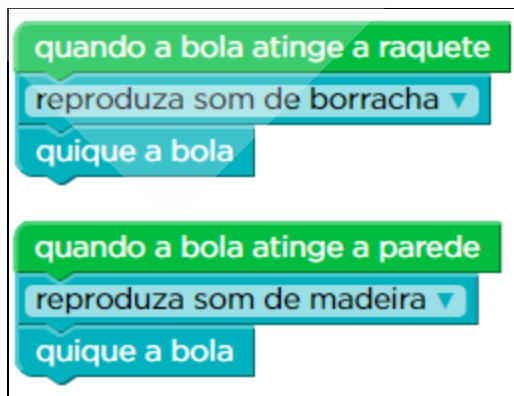 quando a bola atinge a raquete
reproduza som de borracha
quique a bola
quando a bola atinge a parede
reproduza som de madeira
quique a bola